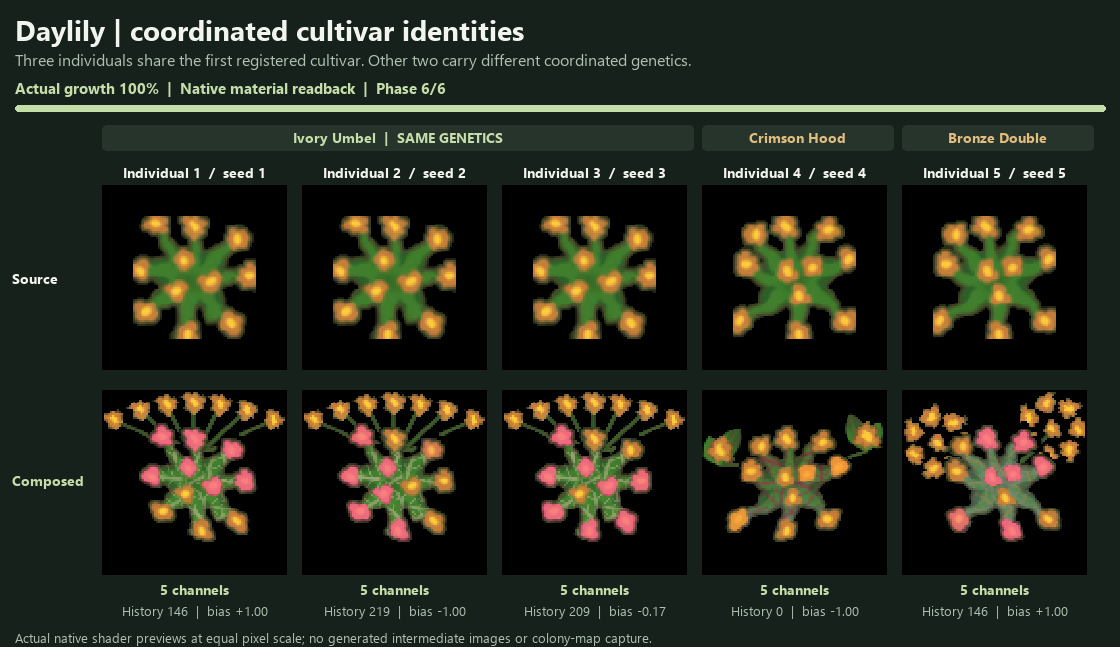 Daylily | coordinated cultivar identities
Three individuals share the first registered cultivar. Other two carry different coordinated genetics.
Actual growth 100% | Native material readback | Phase 6/6
Ivory Umbel | SAME GENETICS
Crimson Hood
Bronze Double
Individual 1 / seed 1
Individual 2 / seed 2
Individual 3 / seed 3
Individual 4 / seed 4
Individual 5 / seed 5
Source
Composed
5 channels
5 channels
5 channels
5 channels
5 channels
History 146 | bias +1.00
History 219 | bias -1.00
History 209 | bias -0.17
History 0 | bias -1.00
History 146 | bias +1.00
Actual native shader previews at equal pixel scale; no generated intermediate images or colony-map capture.